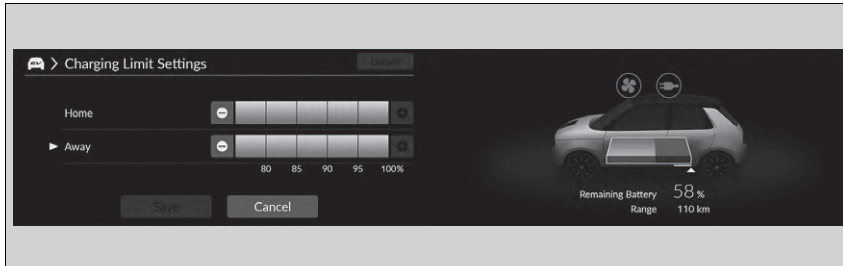 Charging Limit Settings
Default
Home
Away
80 85 90 95 100%
Save
Cancel
Remaining Battery 58 %
Range 110 km